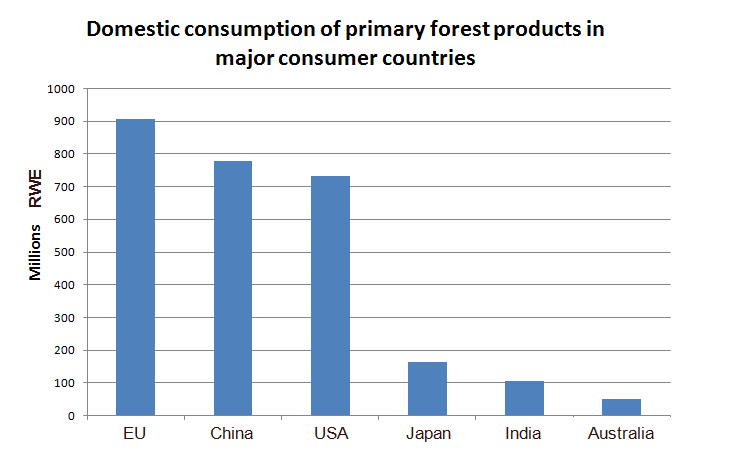 Domestic consumption of primary forest products in
major consumer countries
Millions RWE
1000
900
800
700
600
500
400
300
200
100
0
EU China USA Japan India Australia